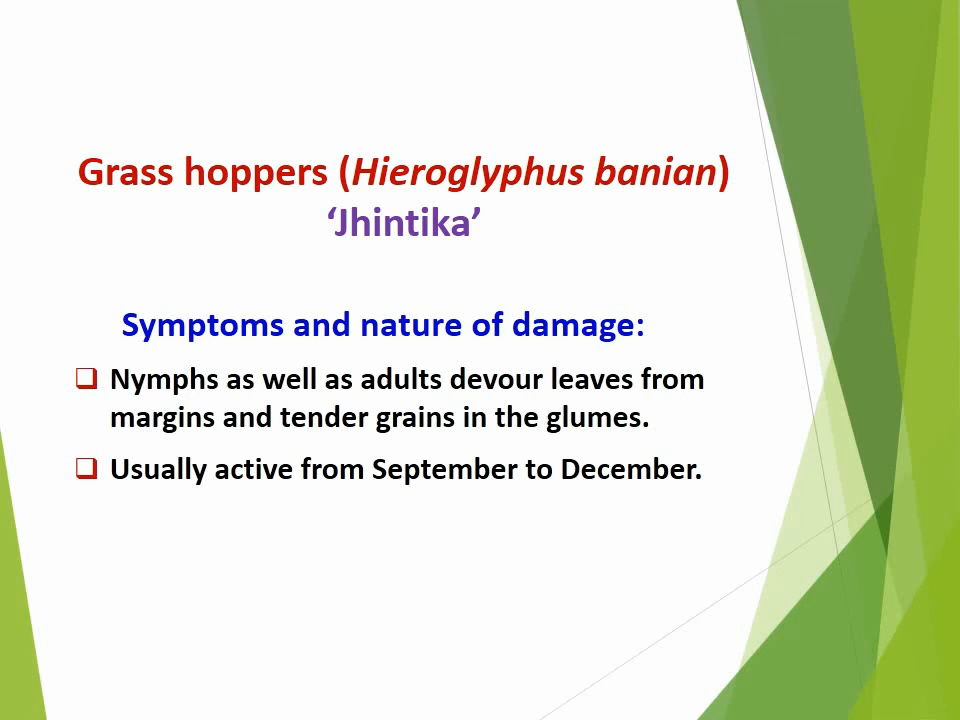 Grass hoppers (Hieroglyphus banian)
‘Jhintika’
Symptoms and nature of damage:
❑ Nymphs as well as adults devour leaves from
margins and tender grains in the glumes.
❑ Usually active from September to December.